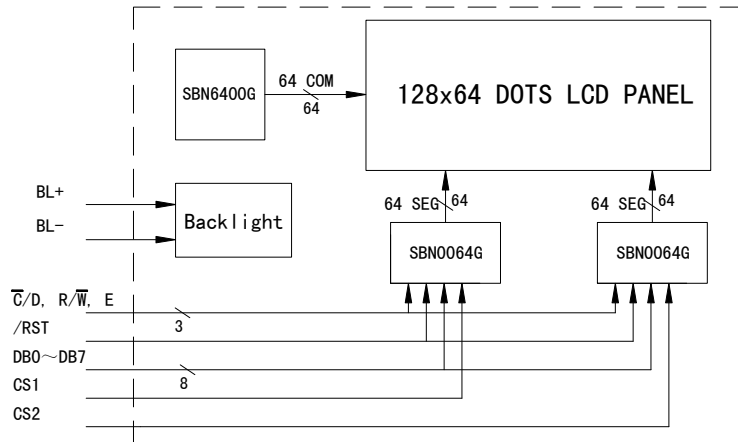 SBN6400G
64 COM
64
128x64 DOTS LCD PANEL
BL+
BL-
Backlight
64 SEG
64
64 SEG
64
SBN0064G
SBN0064G
C̅/D, R/W̅, E
3
/RST
DB0～DB7
8
CS1
CS2